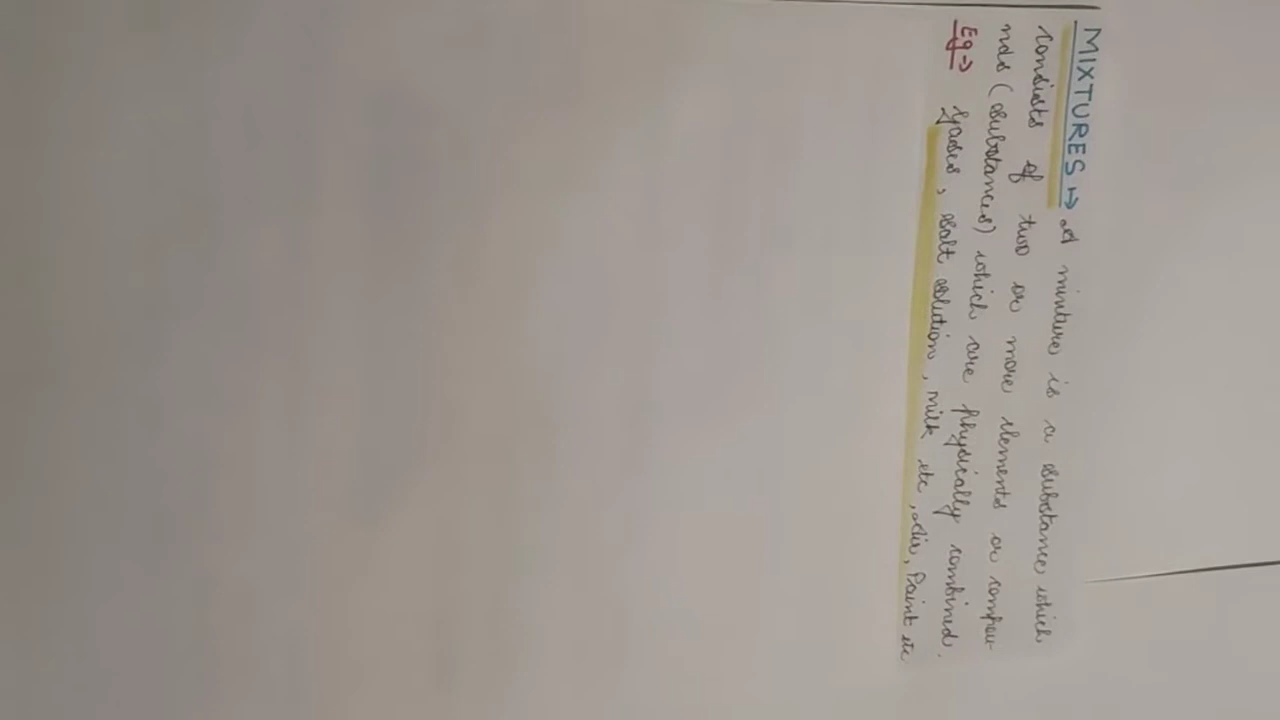 MIXTURES ↦ A mixture is a substance which
consists of two or more elements or compou-
nds (substances) which are physically combined.
Eg→ Gases, Salt solution, Milk etc, Air, Paint etc